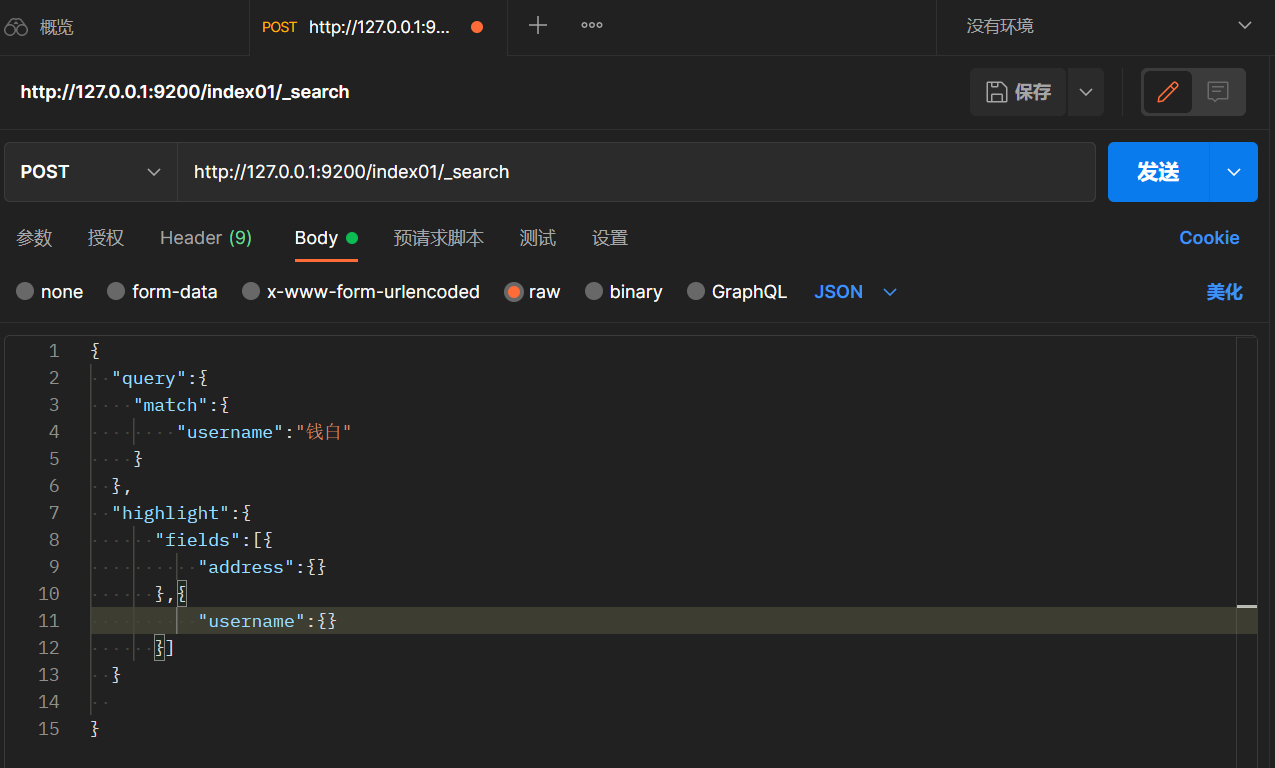 概览
POST http://127.0.0.1:9...
没有环境
http://127.0.0.1:9200/index01/_search
保存
POST http://127.0.0.1:9200/index01/_search
发送
参数 授权 Header (9) Body 预请求脚本 测试 设置 Cookie
none form-data x-www-form-urlencoded raw binary GraphQL JSON 美化
1 {
2 "query":{
3 "match":{
4 "username":"钱白"
5 }
6 },
7 "highlight":{
8 "fields":[{
9 "address":{}
10 },{
11 "username":{}
12 }]
13 }
14
15 }